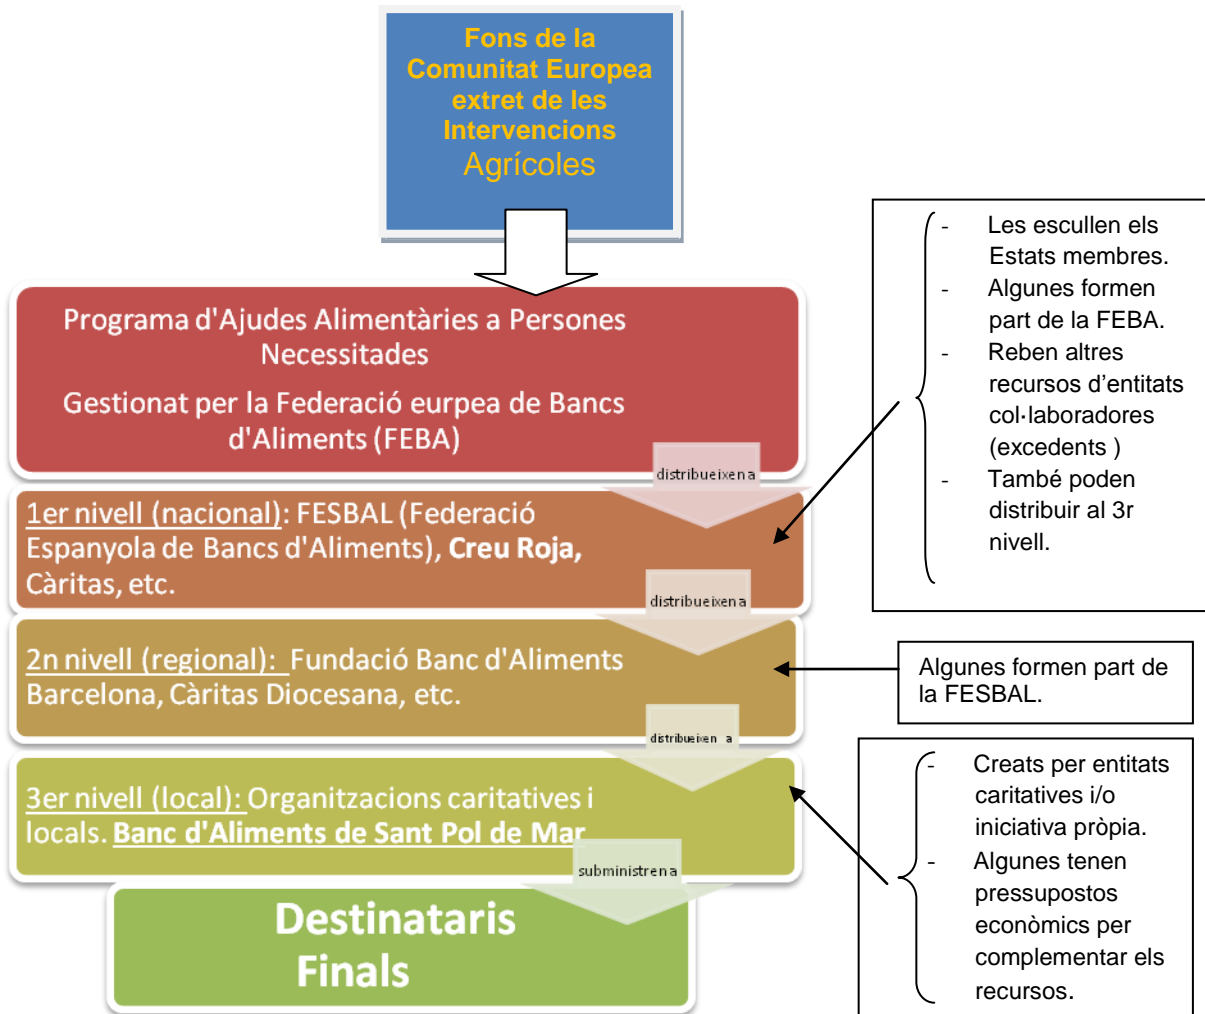 Fons de la
Comunitat Europea
extret de les
Intervencions
Agrícoles
Programa d'Ajudes Alimentàries a Persones
Necessitades
Gestionat per la Federació eurpea de Bancs
d'Aliments (FEBA)
distribueixen a
1er nivell (nacional): FESBAL (Federació
Espanyola de Bancs d'Aliments), Creu Roja,
Càritas, etc.
distribueixen a
2n nivell (regional): Fundació Banc d'Aliments
Barcelona, Càritas Diocesana, etc.
distribueixen a
3er nivell (local): Organitzacions caritatives i
locals. Banc d'Aliments de Sant Pol de Mar
subministren a
Destinataris
Finals
- Les escullen els
Estats membres.
- Algunes formen
part de la FEBA.
- Reben altres
recursos d'entitats
col·laboradores
(excedents )
- També poden
distribuir al 3r
nivell.
Algunes formen part de
la FESBAL.
- Creats per entitats
caritatives i/o
iniciativa pròpia.
- Algunes tenen
pressupostos
econòmics per
complementar els
recursos.